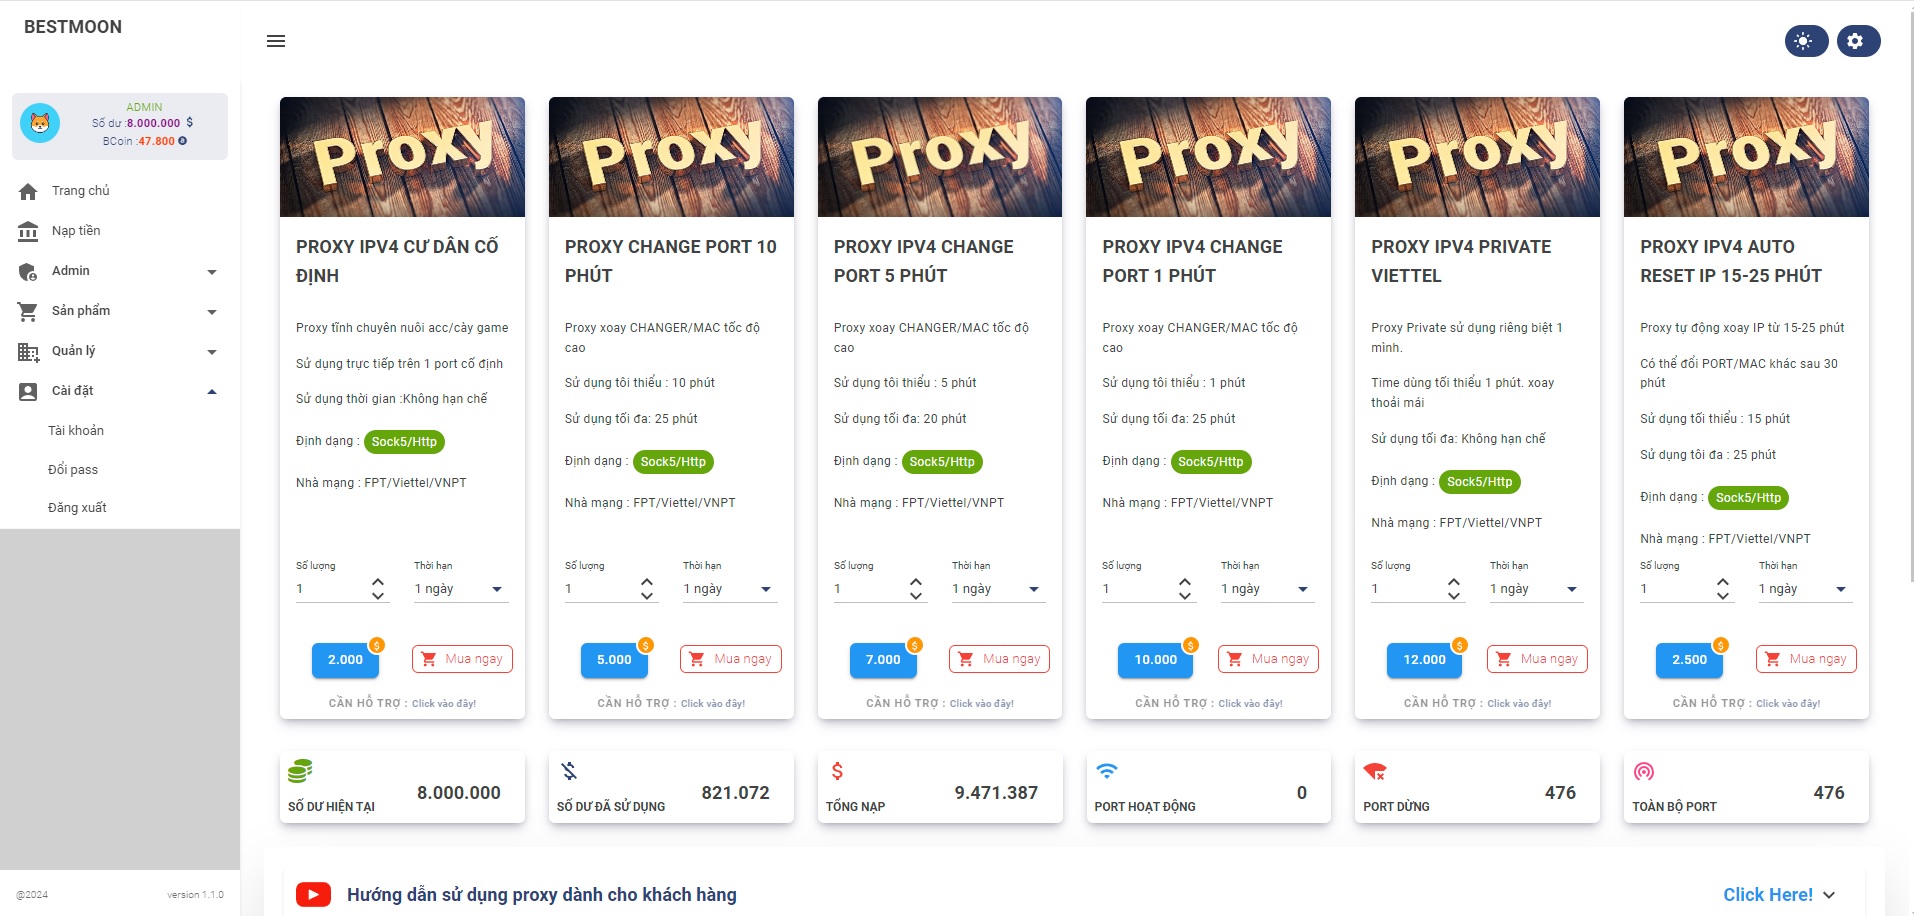 BESTMOON
ADMIN
Số dư :8.000.000 $
BCoin :47.800
Trang chủ
Nạp tiền
Admin
Sản phẩm
Quản lý
Cài đặt
Tài khoản
Đổi pass
Đăng xuất
@2024
version 1.1.0
Proxy
PROXY IPV4 CƯ DÂN CỐ
ĐỊNH
Proxy tĩnh chuyên nuôi acc/cày game
Sử dụng trực tiếp trên 1 port cố định
Sử dụng thời gian :Không hạn chế
Định dạng : Sock5/Http
Nhà mạng : FPT/Viettel/VNPT
Số lượng
Thời hạn
1
1 ngày
2.000
$
Mua ngay
CẦN HỖ TRỢ : Click vào đây!
Proxy
PROXY CHANGE PORT 10
PHÚT
Proxy xoay CHANGER/MAC tốc độ
cao
Sử dụng tôi thiểu : 10 phút
Sử dụng tối đa: 25 phút
Định dạng : Sock5/Http
Nhà mạng : FPT/Viettel/VNPT
Số lượng
Thời hạn
1
1 ngày
5.000
$
Mua ngay
CẦN HỖ TRỢ : Click vào đây!
Proxy
PROXY IPV4 CHANGE
PORT 5 PHÚT
Proxy xoay CHANGER/MAC tốc độ
cao
Sử dụng tôi thiểu : 5 phút
Sử dụng tối đa: 20 phút
Định dạng : Sock5/Http
Nhà mạng : FPT/Viettel/VNPT
Số lượng
Thời hạn
1
1 ngày
7.000
$
Mua ngay
CẦN HỖ TRỢ : Click vào đây!
Proxy
PROXY IPV4 CHANGE
PORT 1 PHÚT
Proxy xoay CHANGER/MAC tốc độ
cao
Sử dụng tôi thiểu : 1 phút
Sử dụng tối đa: 25 phút
Định dạng : Sock5/Http
Nhà mạng : FPT/Viettel/VNPT
Số lượng
Thời hạn
1
1 ngày
10.000
$
Mua ngay
CẦN HỖ TRỢ : Click vào đây!
Proxy
PROXY IPV4 PRIVATE
VIETTEL
Proxy Private sử dụng riêng biệt 1
mình.
Time dùng tối thiểu 1 phút. xoay
thoải mái
Sử dụng tối đa: Không hạn chế
Định dạng : Sock5/Http
Nhà mạng : FPT/Viettel/VNPT
Số lượng
Thời hạn
1
1 ngày
12.000
$
Mua ngay
CẦN HỖ TRỢ : Click vào đây!
Proxy
PROXY IPV4 AUTO
RESET IP 15-25 PHÚT
Proxy tự động xoay IP từ 15-25 phút
Có thể đổi PORT/MAC khác sau 30
phút
Sử dụng tối thiểu : 15 phút
Sử dụng tối đa : 25 phút
Định dạng : Sock5/Http
Nhà mạng : FPT/Viettel/VNPT
Số lượng
Thời hạn
1
1 ngày
2.500
$
Mua ngay
CẦN HỖ TRỢ : Click vào đây!
SỐ DƯ HIỆN TẠI
8.000.000
SỐ DƯ ĐÃ SỬ DỤNG
821.072
TỔNG NẠP
9.471.387
PORT HOẠT ĐỘNG
0
PORT DỪNG
476
TOÀN BỘ PORT
476
Hướng dẫn sử dụng proxy dành cho khách hàng
Click Here!